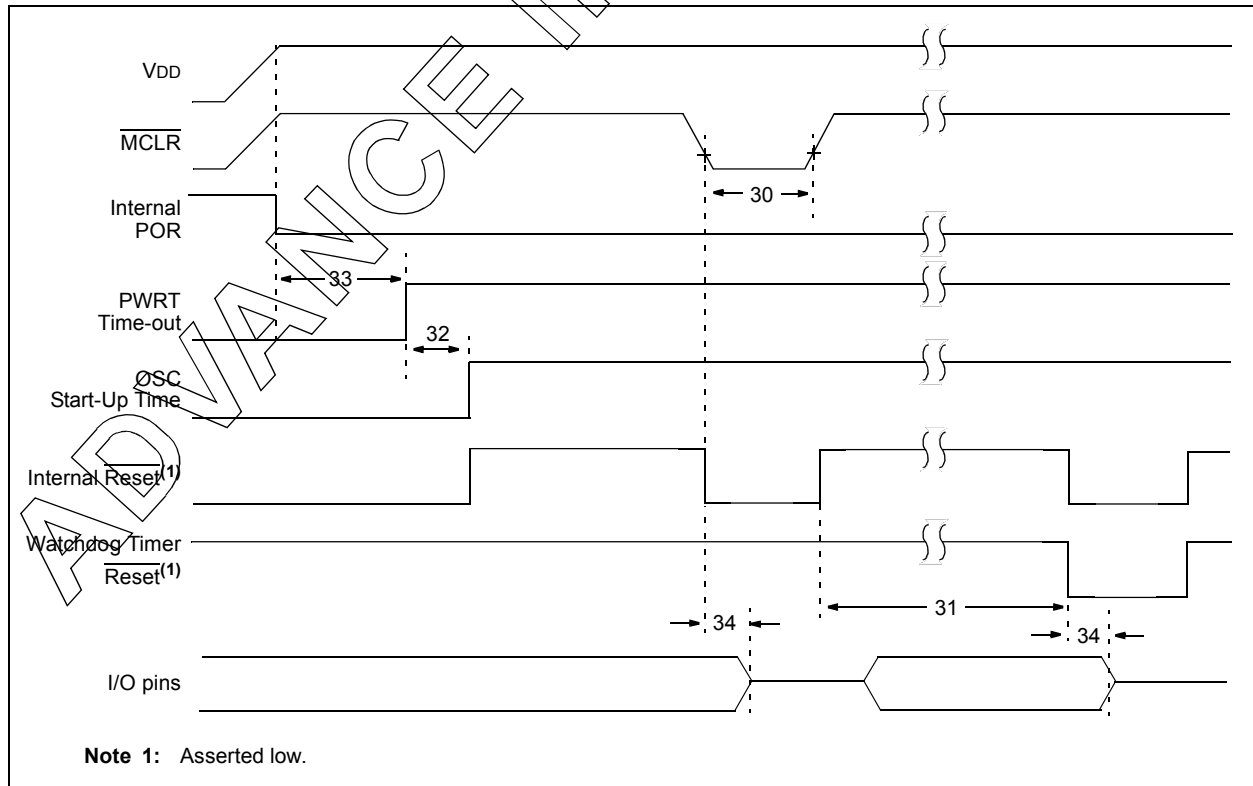 VDD
MCLR
30
Internal
POR
33
PWRT
Time-out
32
OSC
Start-Up Time
Internal Reset(1)
Watchdog Timer
Reset(1)
31
34
34
I/O pins
Note 1: Asserted low.
ADVANCE